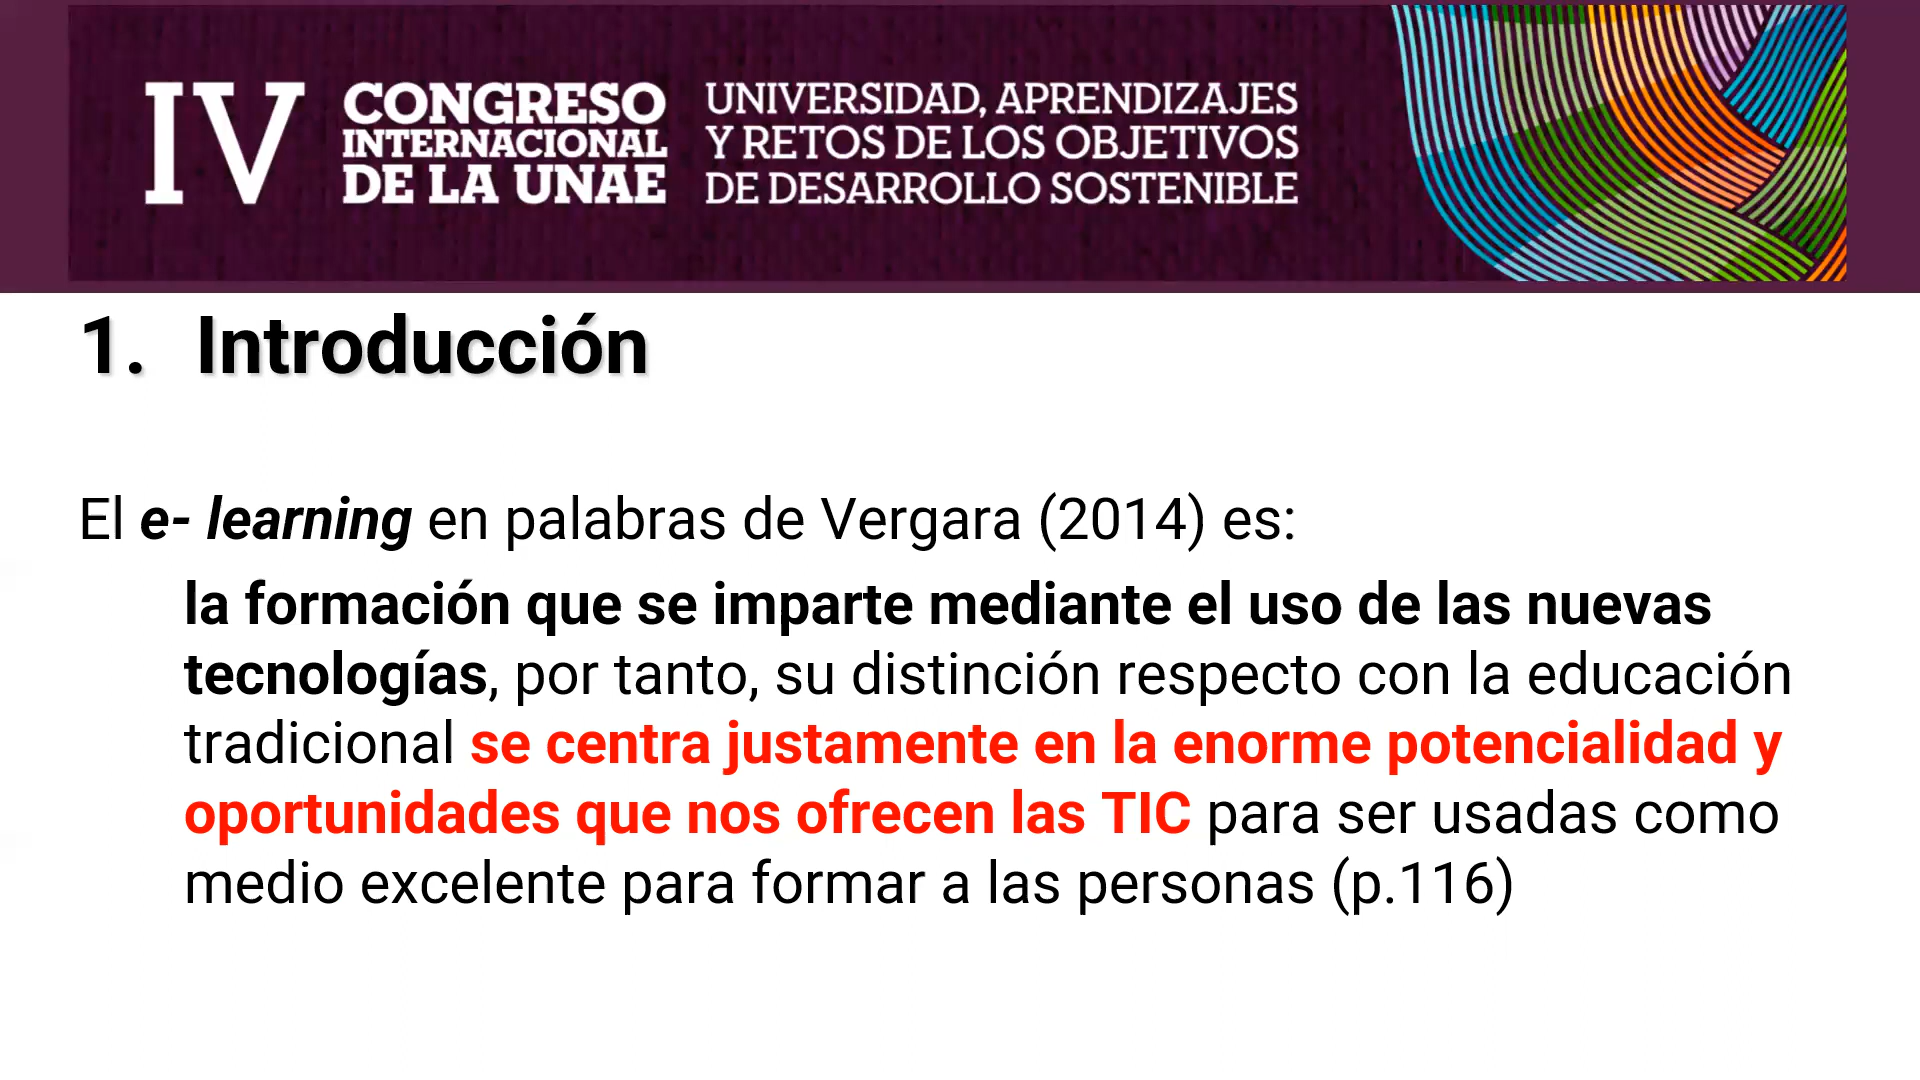 IV CONGRESO INTERNACIONAL DE LA UNAE
UNIVERSIDAD, APRENDIZAJES
Y RETOS DE LOS OBJETIVOS
DE DESARROLLO SOSTENIBLE
1. Introducción
El e- learning en palabras de Vergara (2014) es:
la formación que se imparte mediante el uso de las nuevas
tecnologías, por tanto, su distinción respecto con la educación
tradicional se centra justamente en la enorme potencialidad y
oportunidades que nos ofrecen las TIC para ser usadas como
medio excelente para formar a las personas (p.116)